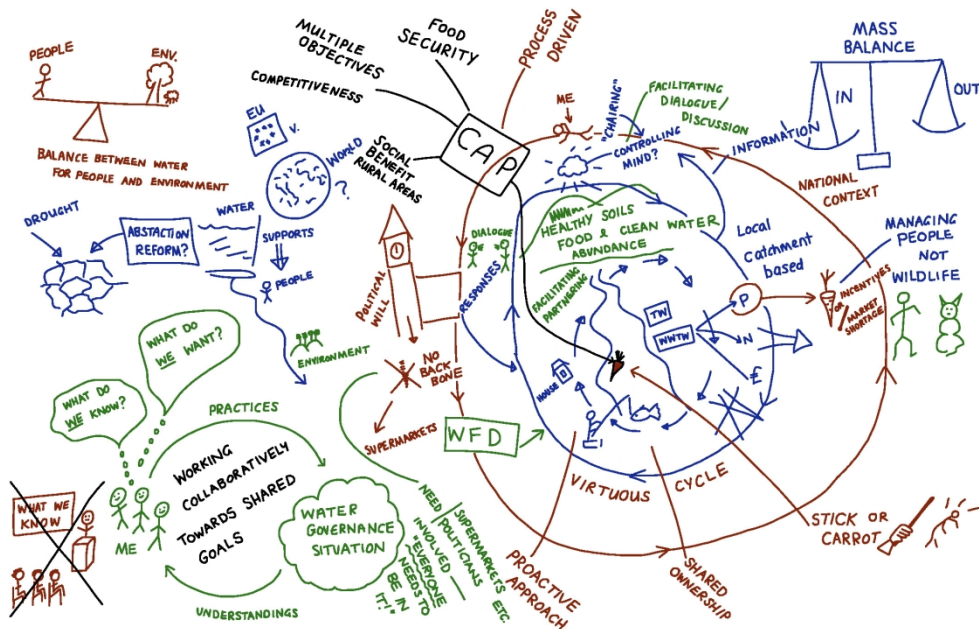 PEOPLE
ENV.
BALANCE BETWEEN WATER
FOR PEOPLE AND ENVIRONMENT
MULTIPLE
OBJECTIVES
FOOD
SECURITY
COMPETITIVENESS
SOCIAL
BENEFIT
RURAL AREAS
CAP
PROCESS
DRIVEN
ME
"CHAIRING"
CONTROLLING
MIND?
FACILITATING
DIALOGUE/
DISCUSSION
INFORMATION
MASS
BALANCE
IN
OUT
NATIONAL
CONTEXT
EU
V.
WORLD
?
DROUGHT
ABSTACTION
REFORM?
WATER
SUPPORTS
PEOPLE
ENVIRONMENT
POLITICAL
WILL
NO
BACK
BONE
SUPERMARKETS
RESPONSES
DIALOGUE
HEALTHY SOILS
FOOD & CLEAN WATER
ABUNDANCE
FACILITATING
PARTNERING
Local
Catchment
based
P
INCENTIVES
OR
MARKET
SHORTAGE
MANAGING
PEOPLE
NOT
WILDLIFE
TW
WWTW
N
£
HOUSE
WFD
VIRTUOUS CYCLE
PROACTIVE
APPROACH
SHARED
OWNERSHIP
STICK OR
CARROT
WHAT DO
WE WANT?
WHAT DO
WE KNOW?
PRACTICES
WORKING
COLLABORATIVELY
TOWARDS SHARED
GOALS
WATER
GOVERNANCE
SITUATION
UNDERSTANDINGS
ME
WHAT WE
KNOW
NEED SUPERMARKETS
POLITICIANS ETC.
INVOLVED —
"EVERYONE
NEEDS TO
BE IN
IT!"